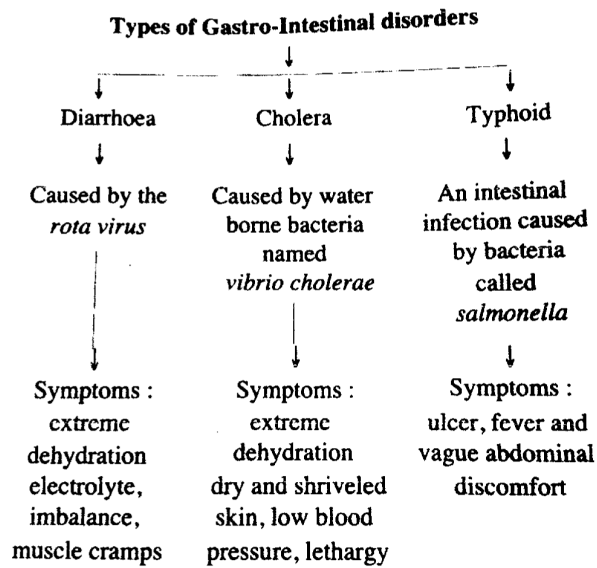 Types of Gastro-Intestinal disorders
Diarrhoea
Caused by the
rota virus
Symptoms :
extreme
dehydration
electrolyte,
imbalance,
muscle cramps
Cholera
Caused by water
borne bacteria
named
vibrio cholerae
Symptoms :
extreme
dehydration
dry and shriveled
skin, low blood
pressure, lethargy
Typhoid
An intestinal
infection caused
by bacteria
called
salmonella
Symptoms :
ulcer, fever and
vague abdominal
discomfort